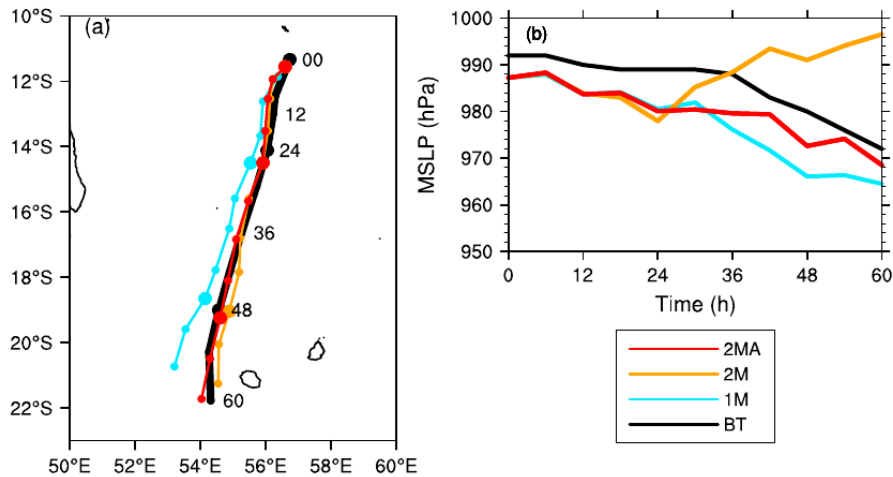 (a)
10°S
12°S
14°S
16°S
18°S
20°S
22°S
00
12
24
36
48
60
50°E 52°E 54°E 56°E 58°E 60°E
(b)
MSLP (hPa)
1000
990
980
970
960
950
0 12 24 36 48 60
Time (h)
2MA
2M
1M
BT